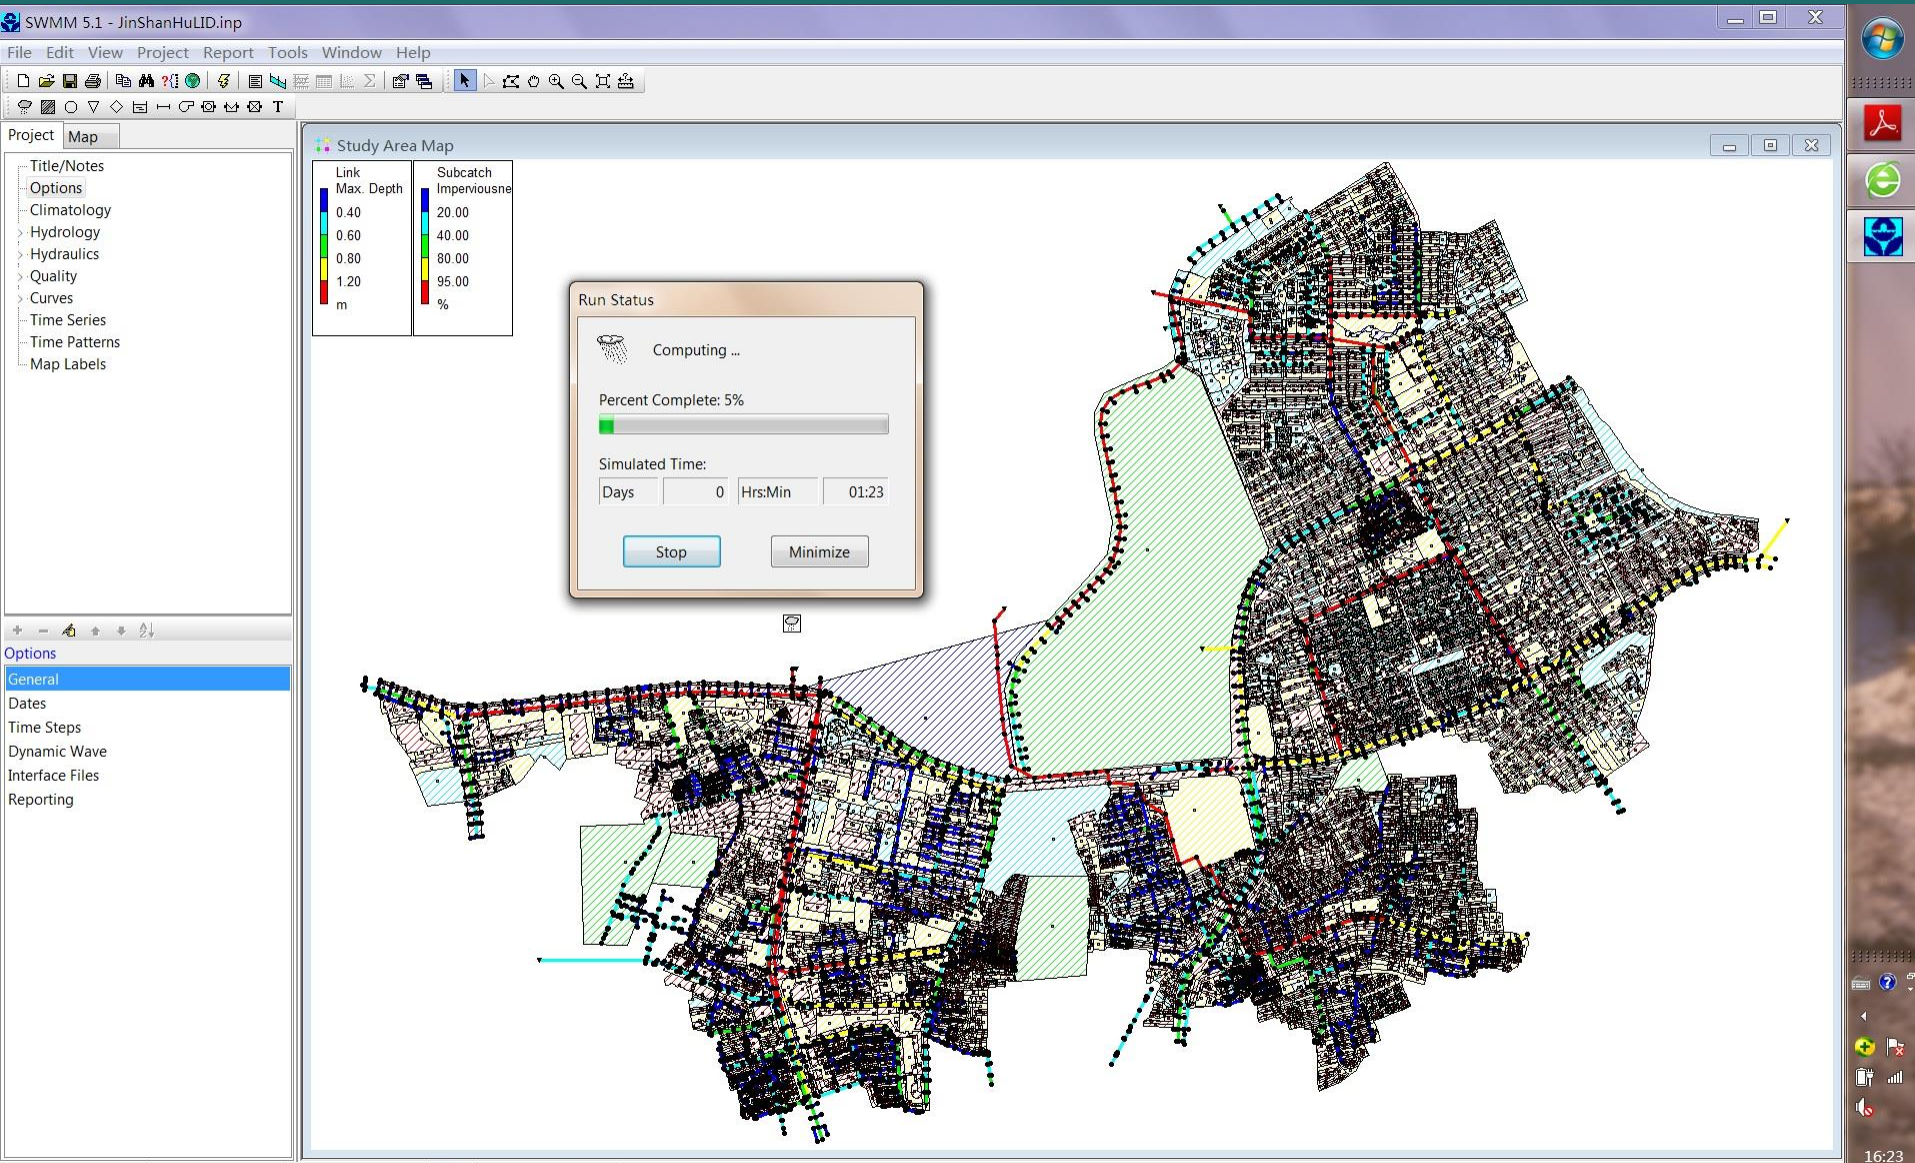 SWMM 5.1 - JinShanHuLID.inp
File Edit View Project Report Tools Window Help
T
Project Map
Title/Notes
Options
Climatology
Hydrology
Hydraulics
Quality
Curves
Time Series
Time Patterns
Map Labels
Options
General
Dates
Time Steps
Dynamic Wave
Interface Files
Reporting
Study Area Map
Link
Max. Depth
0.40
0.60
0.80
1.20
m
Subcatch
Imperviousne
20.00
40.00
80.00
95.00
%
Run Status
Computing ...
Percent Complete: 5%
Simulated Time:
Days 0 Hrs:Min 01:23
Stop Minimize
16:23